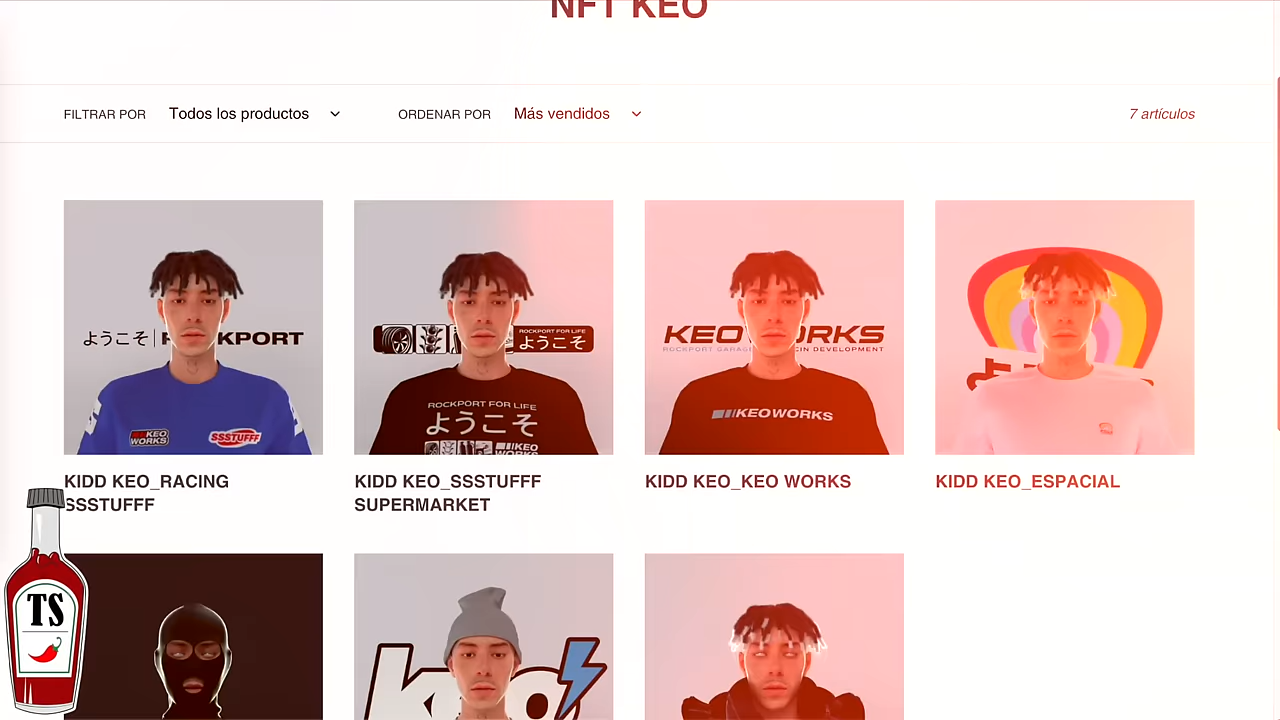 NFT KEO
FILTRAR POR Todos los productos ORDENAR POR Más vendidos 7 artículos
ようこそ
KPORT
KEO
WORKS
SSSTUFFF
ROCKPORT FOR LIFE
ようこそ
ROCKPORT FOR LIFE
ようこそ
KEO
WORKS
KEO ORKS
ROCKPORT GARAGE DEVELOPMENT
KEOWORKS
KIDD KEO_RACING
SSSTUFFF
KIDD KEO_SSSTUFFF
SUPERMARKET
KIDD KEO_KEO WORKS
KIDD KEO_ESPACIAL
TS